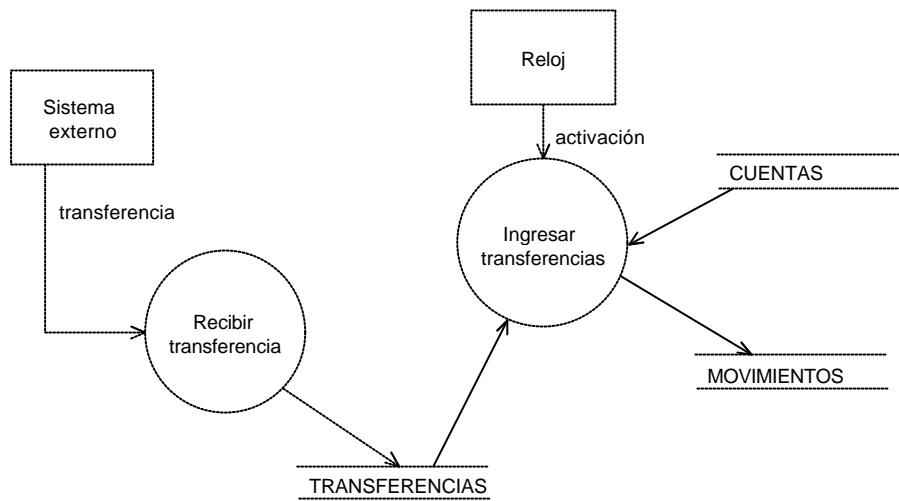 Reloj
Sistema
externo
activación
CUENTAS
transferencia
Ingresar
transferencias
Recibir
transferencia
MOVIMIENTOS
TRANSFERENCIAS